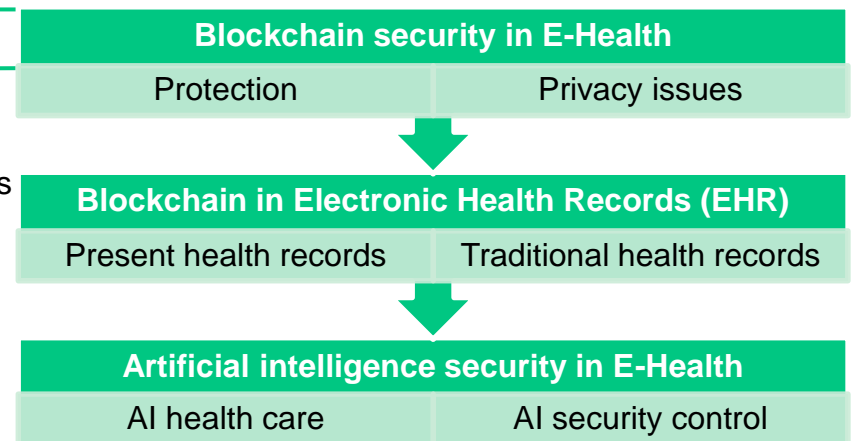 Blockchain security in E-Health
Protection Privacy issues
s
Blockchain in Electronic Health Records (EHR)
Present health records Traditional health records
Artificial intelligence security in E-Health
AI health care AI security control